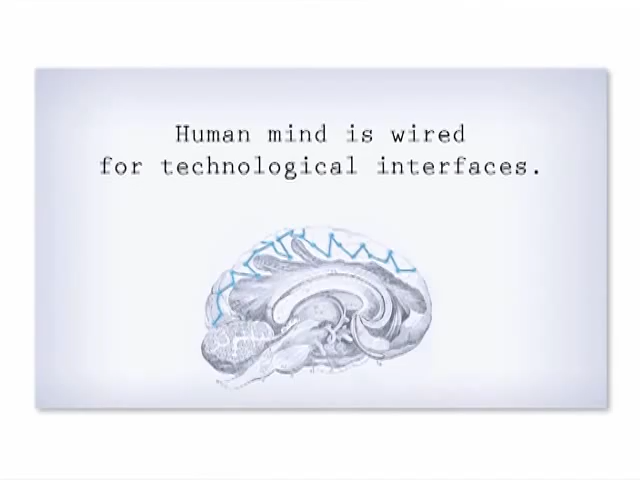 Human mind is wired
for technological interfaces.